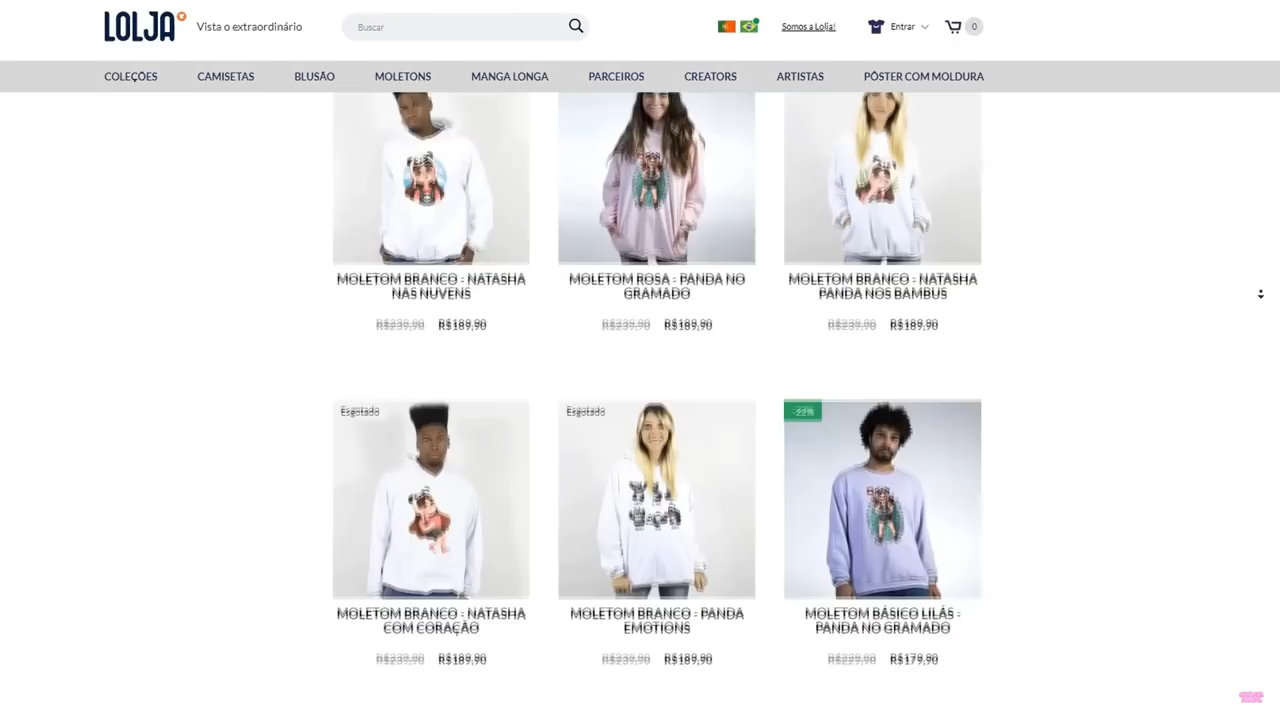 LOLJA
Vista o extraordinário
Buscar
Somos a Lolja!
Entrar
0
COLEÇÕES
CAMISETAS
BLUSÃO
MOLETONS
MANGA LONGA
PARCEIROS
CREATORS
ARTISTAS
PÔSTER COM MOLDURA
MOLETOM BRANCO - NATASHA
NAS NUVENS
R$239,90 R$189,90
MOLETOM ROSA - PANDA NO
GRAMADO
R$239,90 R$189,90
MOLETOM BRANCO - NATASHA
PANDA NOS BAMBUS
R$239,90 R$189,90
Esgotado
MOLETOM BRANCO - NATASHA
COM CORAÇÃO
R$239,90 R$189,90
Esgotado
MOLETOM BRANCO - PANDA
EMOTIONS
R$239,90 R$189,90
-22%
MOLETOM BÁSICO LILÁS -
PANDA NO GRAMADO
R$229,90 R$179,90